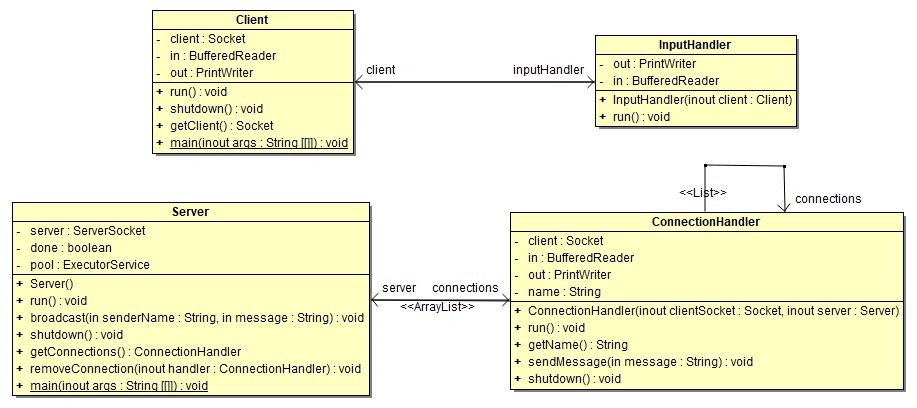 Client
- client : Socket
- in : BufferedReader
- out : PrintWriter
+ run() : void
+ shutdown() : void
+ getClient() : Socket
+ main(inout args : String [[]]) : void
client
inputHandler
InputHandler
- out : PrintWriter
- in : BufferedReader
+ InputHandler(inout client : Client)
+ run() : void
Server
- server : ServerSocket
- done : boolean
- pool : ExecutorService
+ Server()
+ run() : void
+ broadcast(in senderName : String, in message : String) : void
+ shutdown() : void
+ getConnections() : ConnectionHandler
+ removeConnection(inout handler : ConnectionHandler) : void
+ main(inout args : String [[]]) : void
server
connections
<<ArrayList>>
<<List>>
connections
ConnectionHandler
- client : Socket
- in : BufferedReader
- out : PrintWriter
- name : String
+ ConnectionHandler(inout clientSocket : Socket, inout server : Server)
+ run() : void
+ getName() : String
+ sendMessage(in message : String) : void
+ shutdown() : void